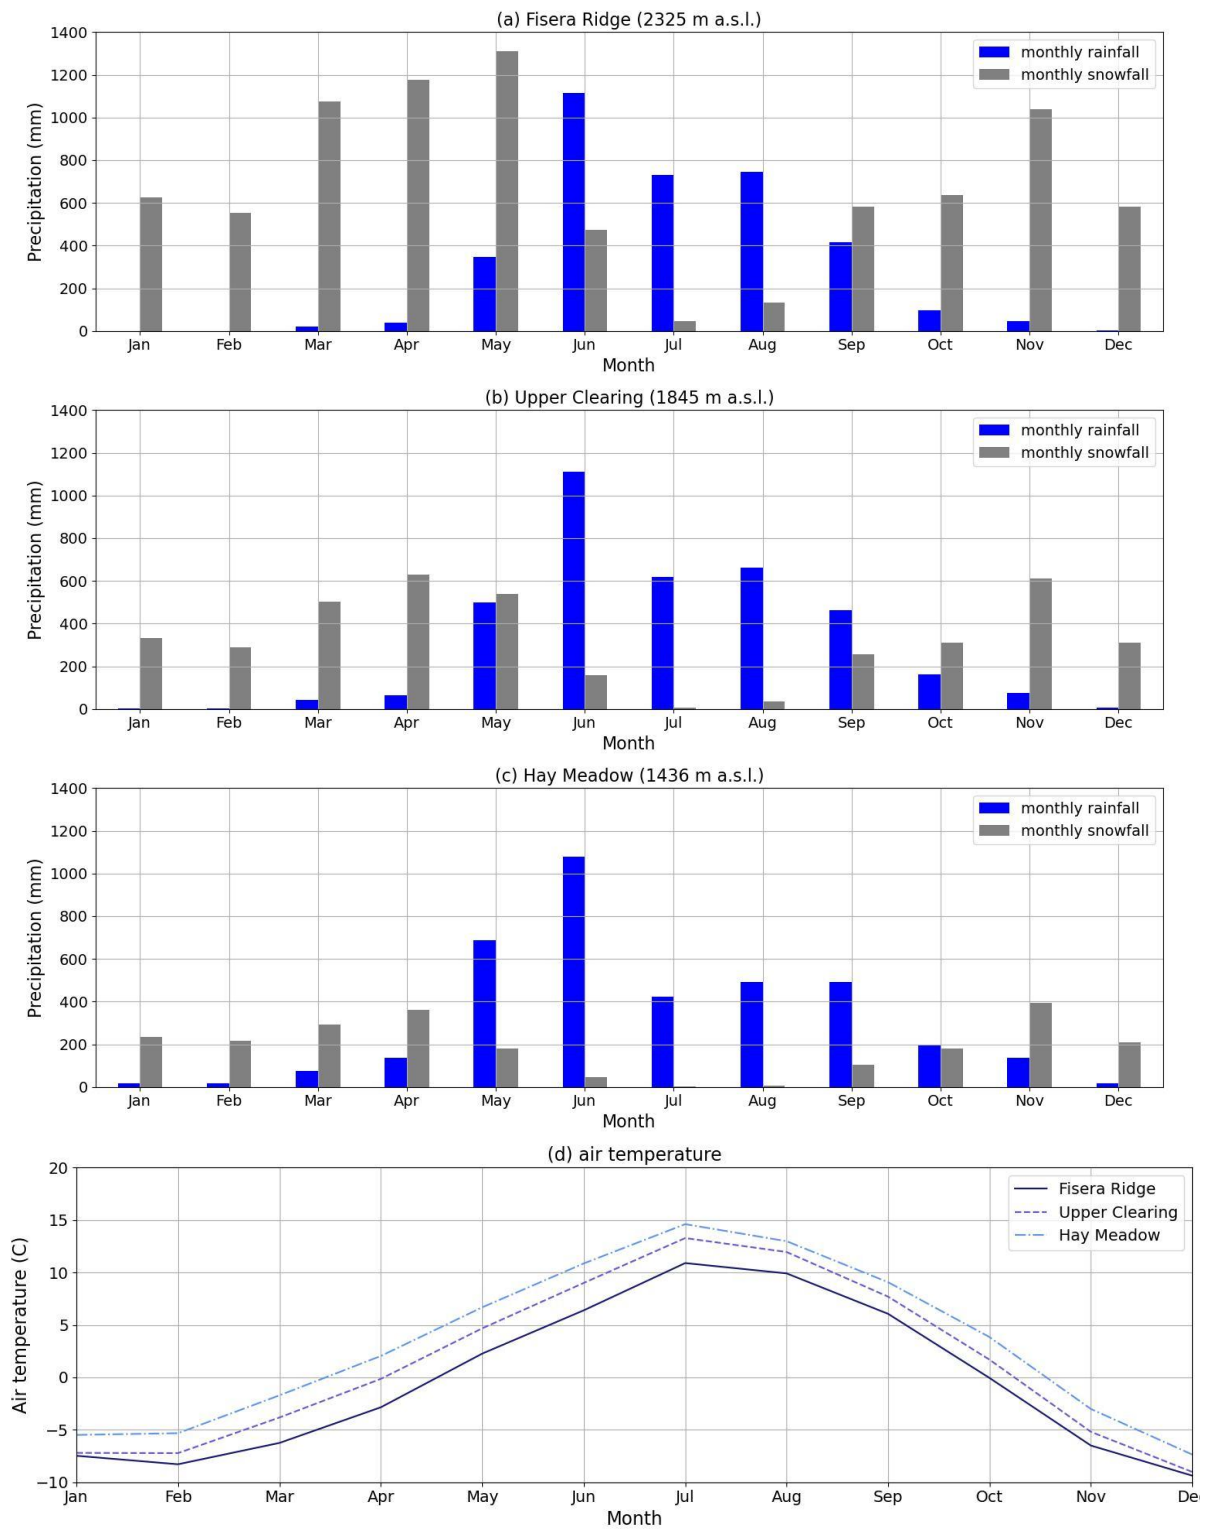 (a) Fisera Ridge (2325 m a.s.l.)
1400
1200
1000
800
600
400
200
0
Precipitation (mm)
monthly rainfall
monthly snowfall
Jan Feb Mar Apr May Jun Jul Aug Sep Oct Nov Dec
Month
(b) Upper Clearing (1845 m a.s.l.)
1400
1200
1000
800
600
400
200
0
Precipitation (mm)
monthly rainfall
monthly snowfall
Jan Feb Mar Apr May Jun Jul Aug Sep Oct Nov Dec
Month
(c) Hay Meadow (1436 m a.s.l.)
1400
1200
1000
800
600
400
200
0
Precipitation (mm)
monthly rainfall
monthly snowfall
Jan Feb Mar Apr May Jun Jul Aug Sep Oct Nov Dec
Month
(d) air temperature
20
15
10
5
0
−5
−10
Air temperature (C)
Fisera Ridge
Upper Clearing
Hay Meadow
Jan Feb Mar Apr May Jun Jul Aug Sep Oct Nov De
Month